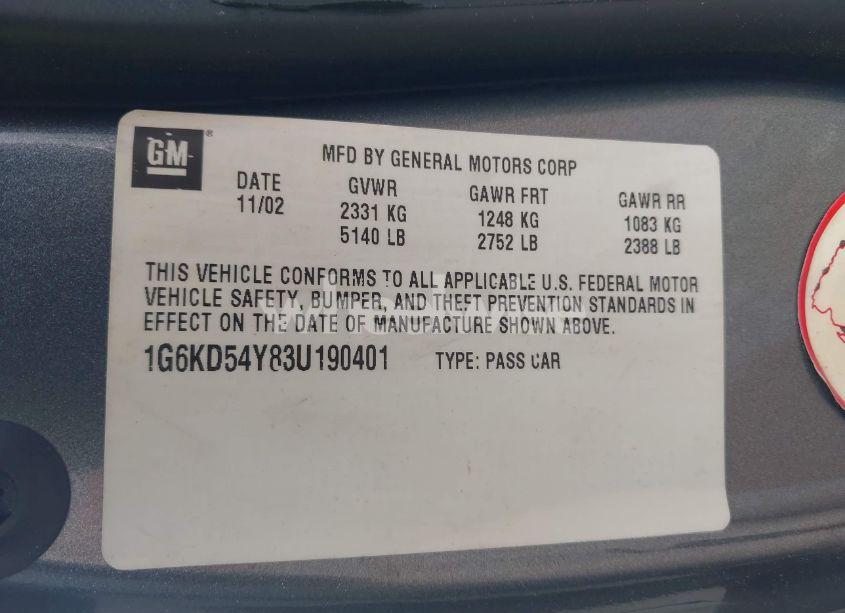 GM®
MFD BY GENERAL MOTORS CORP
DATE GVWR GAWR FRT GAWR RR
11/02 2331 KG 1248 KG 1083 KG
5140 LB 2752 LB 2388 LB
THIS VEHICLE CONFORMS TO ALL APPLICABLE U.S. FEDERAL MOTOR
VEHICLE SAFETY, BUMPER, AND THEFT PREVENTION STANDARDS IN
EFFECT ON THE DATE OF MANUFACTURE SHOWN ABOVE.
1G6KD54Y83U190401 TYPE: PASS CAR